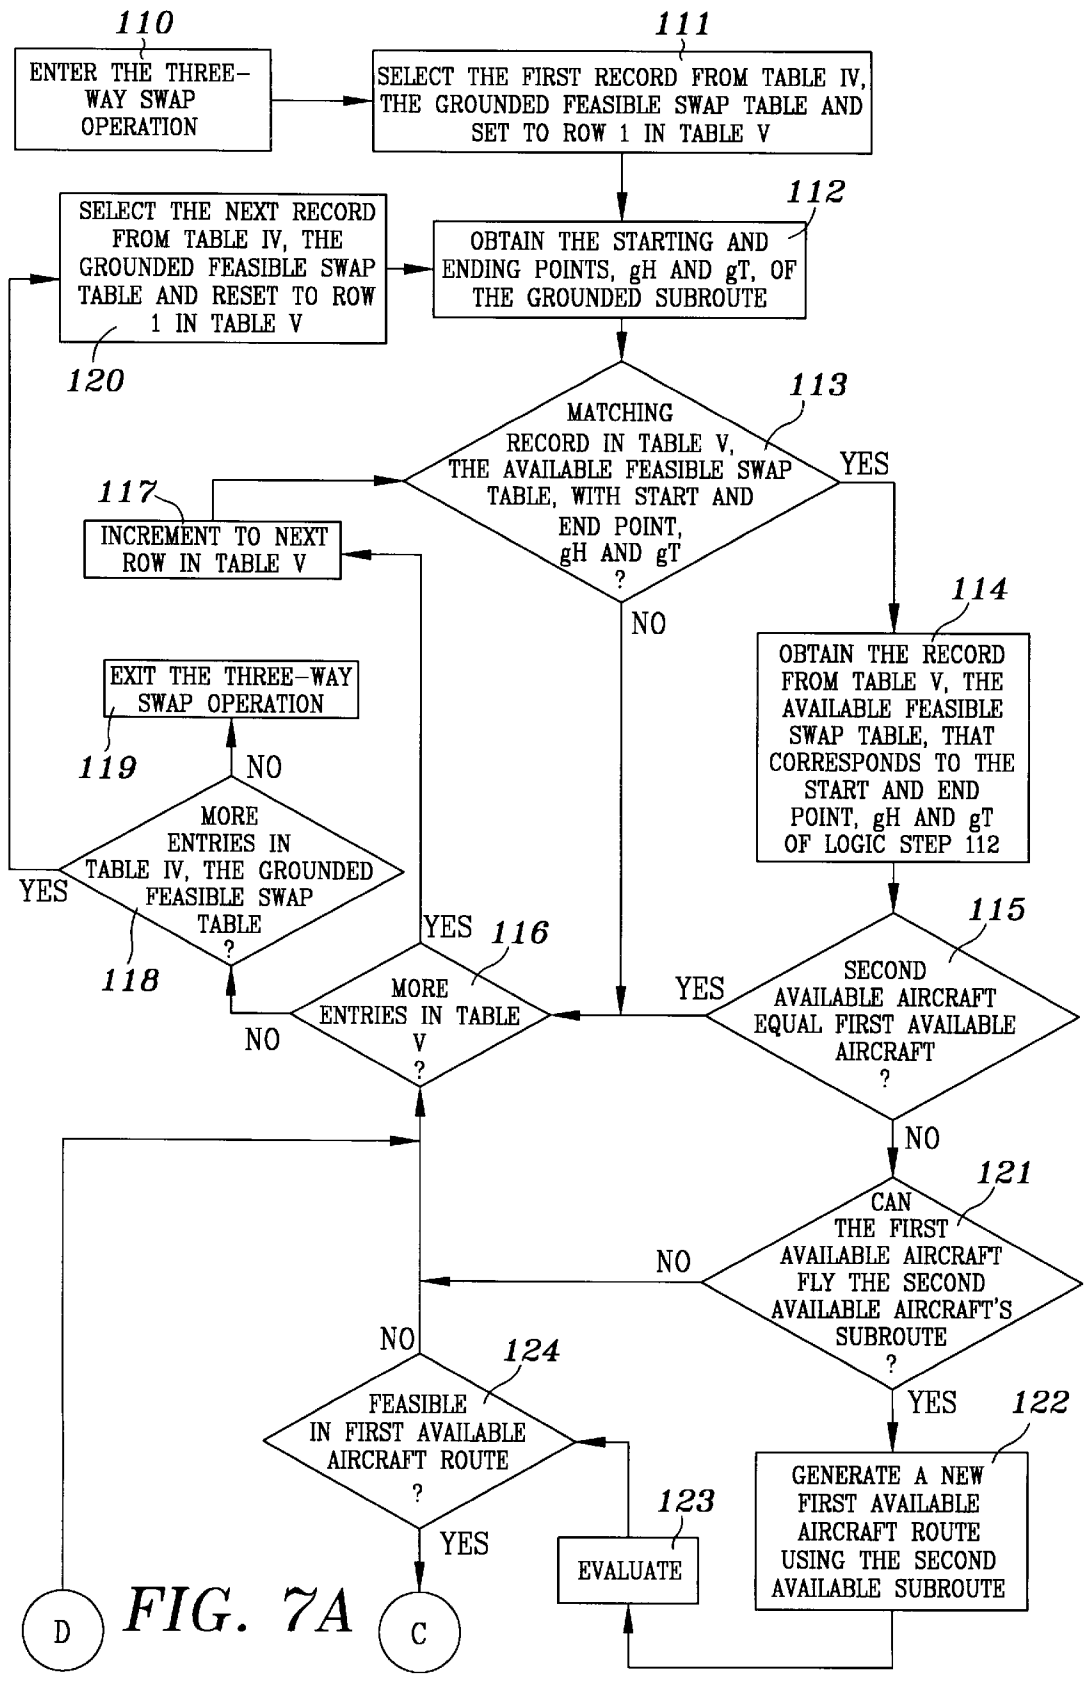 110
ENTER THE THREE-
WAY SWAP
OPERATION
111
SELECT THE FIRST RECORD FROM TABLE IV,
THE GROUNDED FEASIBLE SWAP TABLE AND
SET TO ROW 1 IN TABLE V
112
OBTAIN THE STARTING AND
ENDING POINTS, gH AND gT, OF
THE GROUNDED SUBROUTE
SELECT THE NEXT RECORD
FROM TABLE IV, THE
GROUNDED FEASIBLE SWAP
TABLE AND RESET TO ROW
1 IN TABLE V
120
113
MATCHING
RECORD IN TABLE V,
THE AVAILABLE FEASIBLE SWAP
TABLE, WITH START AND
END POINT,
gH AND gT
?
YES
NO
117
INCREMENT TO NEXT
ROW IN TABLE V
114
OBTAIN THE RECORD
FROM TABLE V, THE
AVAILABLE FEASIBLE
SWAP TABLE, THAT
CORRESPONDS TO THE
START AND END
POINT, gH AND gT
OF LOGIC STEP 112
EXIT THE THREE-WAY
SWAP OPERATION
119
NO
MORE
ENTRIES IN
TABLE IV, THE GROUNDED
FEASIBLE SWAP
TABLE
?
YES
118
YES
116
MORE
ENTRIES IN TABLE
V
?
NO
115
YES
SECOND
AVAILABLE AIRCRAFT
EQUAL FIRST AVAILABLE
AIRCRAFT
?
NO
121
CAN
THE FIRST
AVAILABLE AIRCRAFT
FLY THE SECOND
AVAILABLE AIRCRAFT'S
SUBROUTE
?
NO
YES
122
GENERATE A NEW
FIRST AVAILABLE
AIRCRAFT ROUTE
USING THE SECOND
AVAILABLE SUBROUTE
123
EVALUATE
NO
124
FEASIBLE
IN FIRST AVAILABLE
AIRCRAFT ROUTE
?
YES
D
FIG. 7A
C